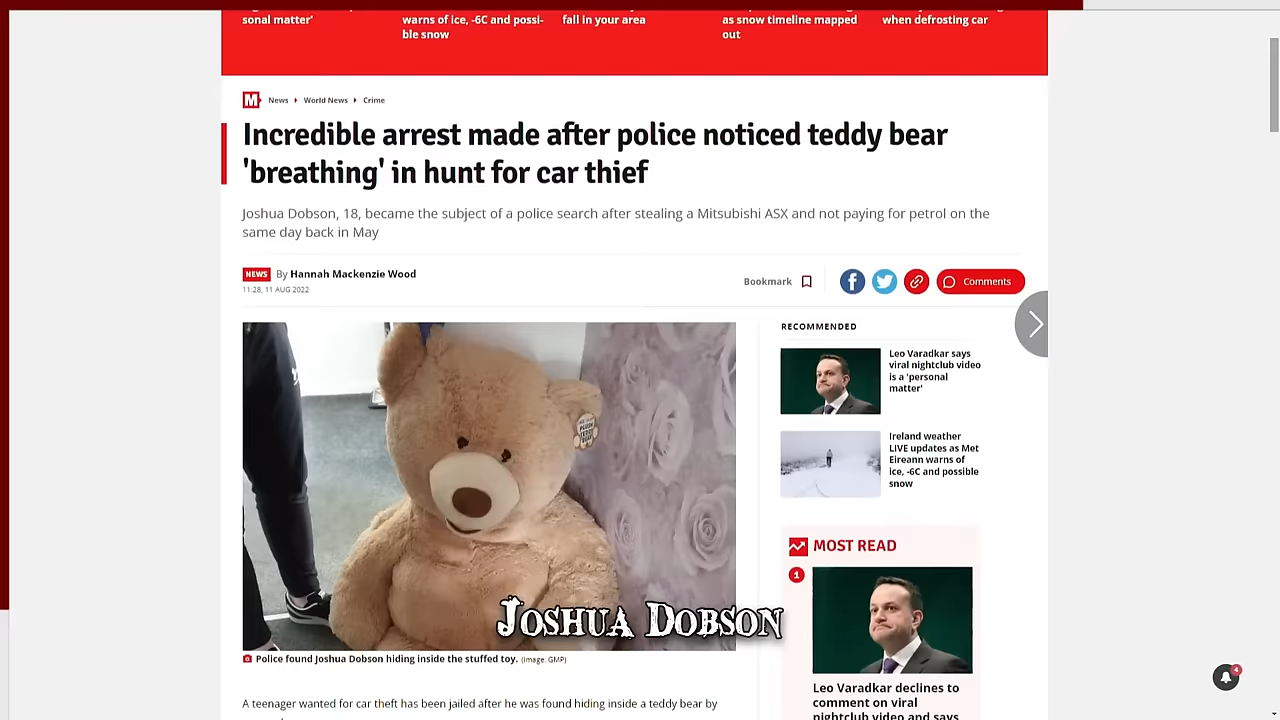 sonal matter'
warns of ice, -6C and possi-
ble snow
fall in your area
as snow timeline mapped
out
when defrosting car
M News World News Crime
Incredible arrest made after police noticed teddy bear
'breathing' in hunt for car thief
Joshua Dobson, 18, became the subject of a police search after stealing a Mitsubishi ASX and not paying for petrol on the
same day back in May
NEWS By Hannah Mackenzie Wood
11:28, 11 AUG 2022
Bookmark
Comments
RECOMMENDED
Leo Varadkar says
viral nightclub video
is a 'personal
matter'
Ireland weather
LIVE updates as Met
Eireann warns of
ice, -6C and possible
snow
MOST READ
1
Leo Varadkar declines to
comment on viral
nightclub video and says
JOSHUA DOBSON
Police found Joshua Dobson hiding inside the stuffed toy. (Image: GMP)
A teenager wanted for car theft has been jailed after he was found hiding inside a teddy bear by
4